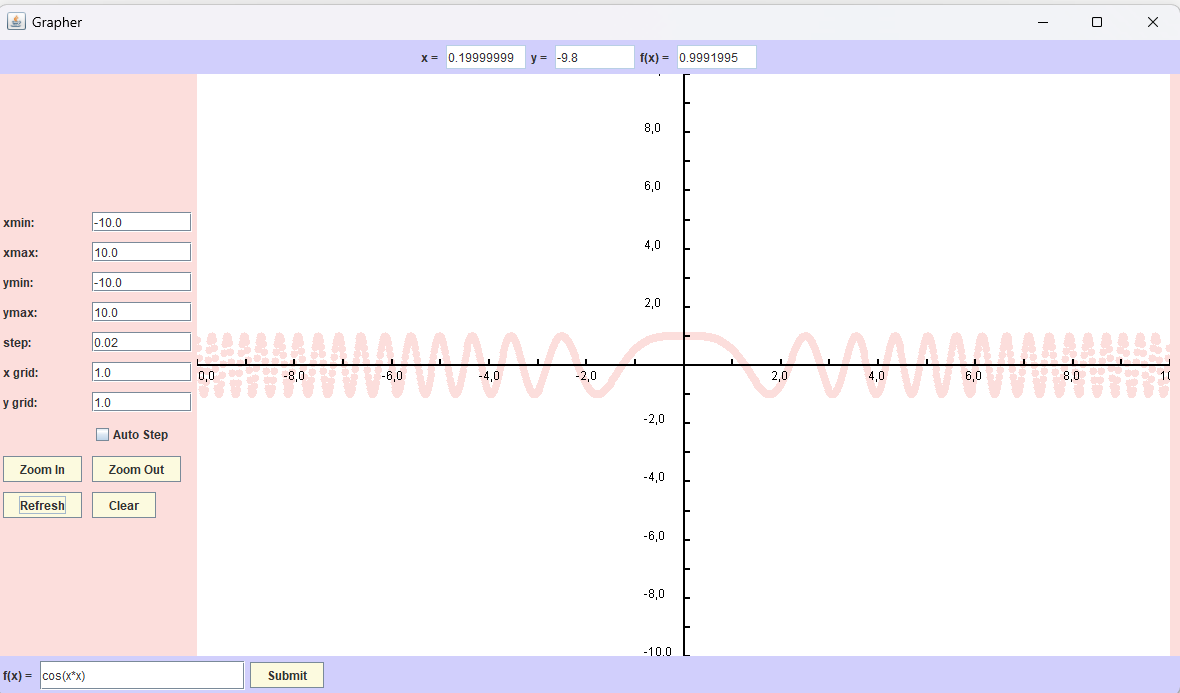 Grapher
x = 0.19999999 y = -9.8 f(x) = 0.9991995
8,0
6,0
4,0
2,0
0,0 -8,0 -6,0 -4,0 -2,0 2,0 4,0 6,0 8,0 10
-2,0
-4,0
-6,0
-8,0
-10.0
xmin: -10.0
xmax: 10.0
ymin: -10.0
ymax: 10.0
step: 0.02
x grid: 1.0
y grid: 1.0
Auto Step
Zoom In Zoom Out
Refresh Clear
f(x) = cos(x*x) Submit